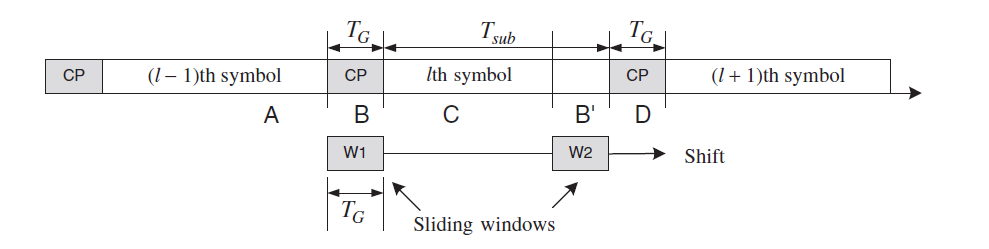 T_G T_sub T_G
CP (l – 1)th symbol CP lth symbol CP (l + 1)th symbol
A B C B' D
W1 W2 Shift
T_G
Sliding windows